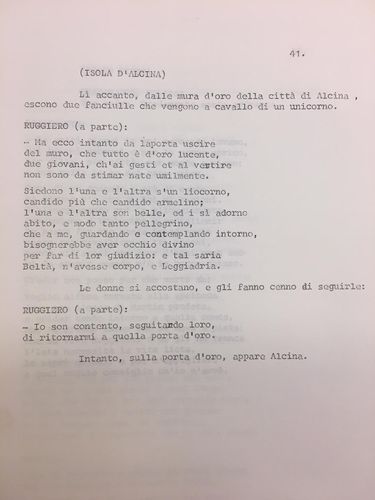 41.
(ISOLA D'ALCINA)
Lì accanto, dalle mura d'oro della città di Alcina ,
escono due fanciulle che vengono a cavallo di un unicorno.
RUGGIERO (a parte):
- Ma ecco intanto da laporta uscire
del muro, che tutto è d'oro lucente,
due giovani, ch'ai gesti et al vestire
non sono da stimar nate umilmente.
Siedono l'una e l'altra s'un liocorno,
candido più che candido armelino;
l'una e l'altra son belle, ed i sì adorno
abito, e modo tanto pellegrino,
che a me, guardando e contemplando intorno,
bisognerebbe aver occhio divino
per far di lor giudizio; e tal saria
Beltà, n'avesse corpo, e Leggiadria.
Le donne si accostano, e gli fanno cenno di seguirle:
RUGGIERO (a parte):
- Io son contento, seguitando loro,
di ritornarmi a quella porta d'oro.
Intanto, sulla porta d'oro, appare Alcina.